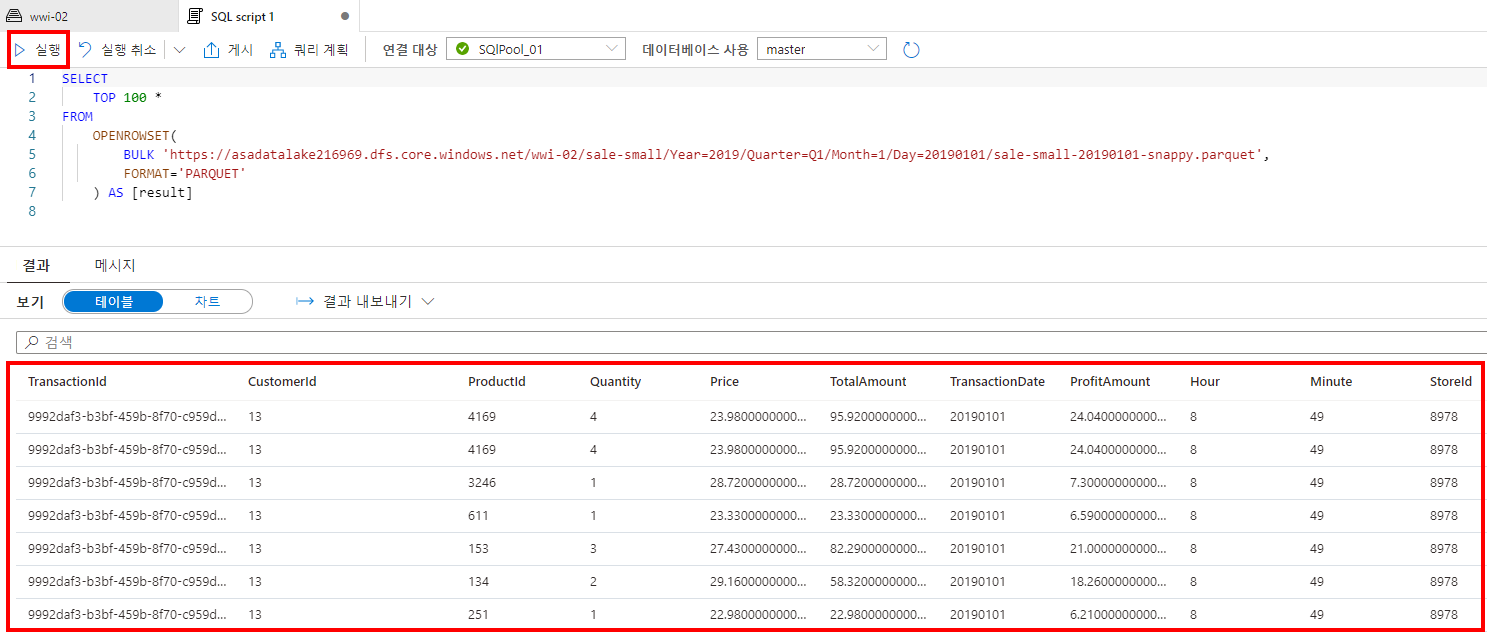 wwi-02 SQL script 1
실행 실행 취소 게시 쿼리 계획 연결 대상 SQlPool_01 데이터베이스 사용 master
1 SELECT
2 TOP 100 *
3 FROM
4 OPENROWSET(
5 BULK 'https://asadatalake216969.dfs.core.windows.net/wwi-02/sale-small/Year=2019/Quarter=Q1/Month=1/Day=20190101/sale-small-20190101-snappy.parquet',
6 FORMAT='PARQUET'
7 ) AS [result]
8
결과 메시지
보기 테이블 차트 결과 내보내기
검색
TransactionId CustomerId ProductId Quantity Price TotalAmount TransactionDate ProfitAmount Hour Minute StoreId
9992daf3-b3bf-459b-8f70-c959d... 13 4169 4 23.9800000000... 95.9200000000... 20190101 24.0400000000... 8 49 8978
9992daf3-b3bf-459b-8f70-c959d... 13 4169 4 23.9800000000... 95.9200000000... 20190101 24.0400000000... 8 49 8978
9992daf3-b3bf-459b-8f70-c959d... 13 3246 1 28.7200000000... 28.7200000000... 20190101 7.30000000000... 8 49 8978
9992daf3-b3bf-459b-8f70-c959d... 13 611 1 23.3300000000... 23.3300000000... 20190101 6.59000000000... 8 49 8978
9992daf3-b3bf-459b-8f70-c959d... 13 153 3 27.4300000000... 82.2900000000... 20190101 21.0000000000... 8 49 8978
9992daf3-b3bf-459b-8f70-c959d... 13 134 2 29.1600000000... 58.3200000000... 20190101 18.2600000000... 8 49 8978
9992daf3-b3bf-459b-8f70-c959d... 13 251 1 22.9800000000... 22.9800000000... 20190101 6.21000000000... 8 49 8978